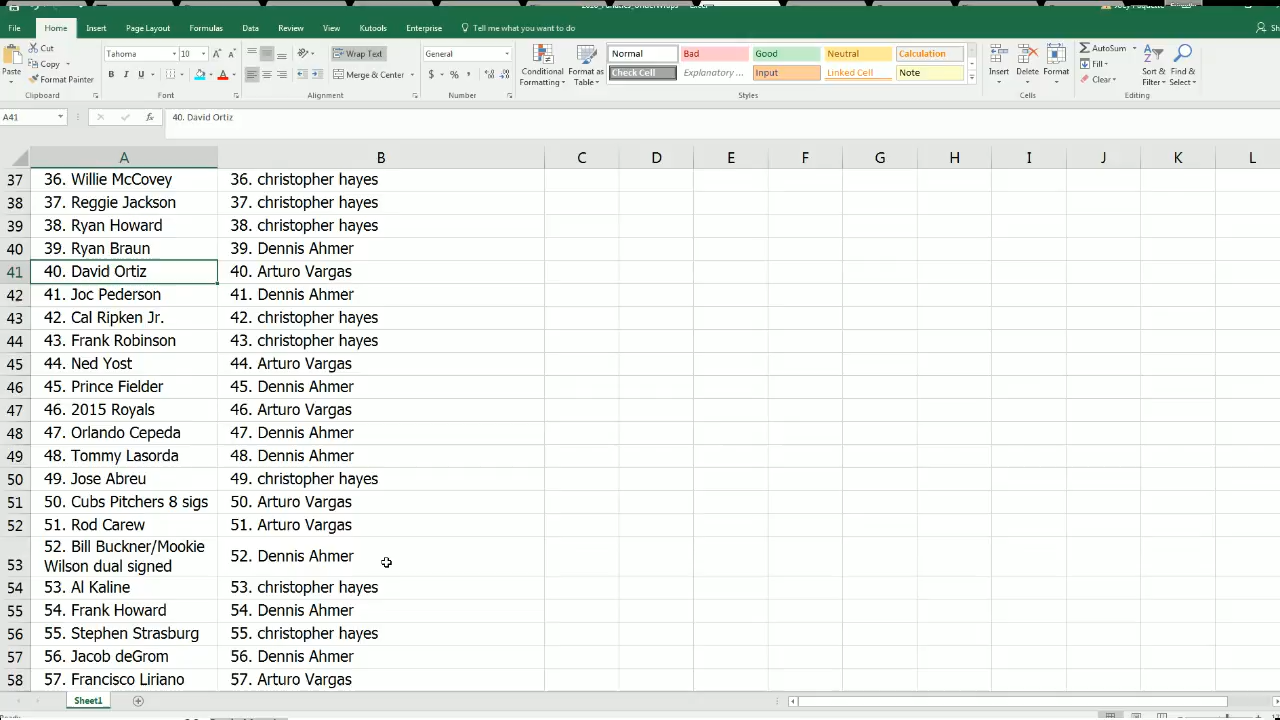 File Home Insert Page Layout Formulas Data Review View Kutools Enterprise Tell me what you want to do
Cut
Copy
Format Painter
Paste
Clipboard
Tahoma 10
Font
Wrap Text
Merge & Center
Alignment
General
Number
Conditional Formatting
Format as Table
Normal Bad Good Neutral Calculation
Check Cell Explanatory ... Input Linked Cell Note
Styles
Insert Delete Format
Cells
AutoSum
Fill
Clear
Sort & Filter
Find & Select
Editing
A41 fx 40. David Ortiz
A B C D E F G H I J K L
37 36. Willie McCovey 36. christopher hayes
38 37. Reggie Jackson 37. christopher hayes
39 38. Ryan Howard 38. christopher hayes
40 39. Ryan Braun 39. Dennis Ahmer
41 40. David Ortiz 40. Arturo Vargas
42 41. Joc Pederson 41. Dennis Ahmer
43 42. Cal Ripken Jr. 42. christopher hayes
44 43. Frank Robinson 43. christopher hayes
45 44. Ned Yost 44. Arturo Vargas
46 45. Prince Fielder 45. Dennis Ahmer
47 46. 2015 Royals 46. Arturo Vargas
48 47. Orlando Cepeda 47. Dennis Ahmer
49 48. Tommy Lasorda 48. Dennis Ahmer
50 49. Jose Abreu 49. christopher hayes
51 50. Cubs Pitchers 8 sigs 50. Arturo Vargas
52 51. Rod Carew 51. Arturo Vargas
53 52. Bill Buckner/Mookie
Wilson dual signed 52. Dennis Ahmer
54 53. Al Kaline 53. christopher hayes
55 54. Frank Howard 54. Dennis Ahmer
56 55. Stephen Strasburg 55. christopher hayes
57 56. Jacob deGrom 56. Dennis Ahmer
58 57. Francisco Liriano 57. Arturo Vargas
Sheet1